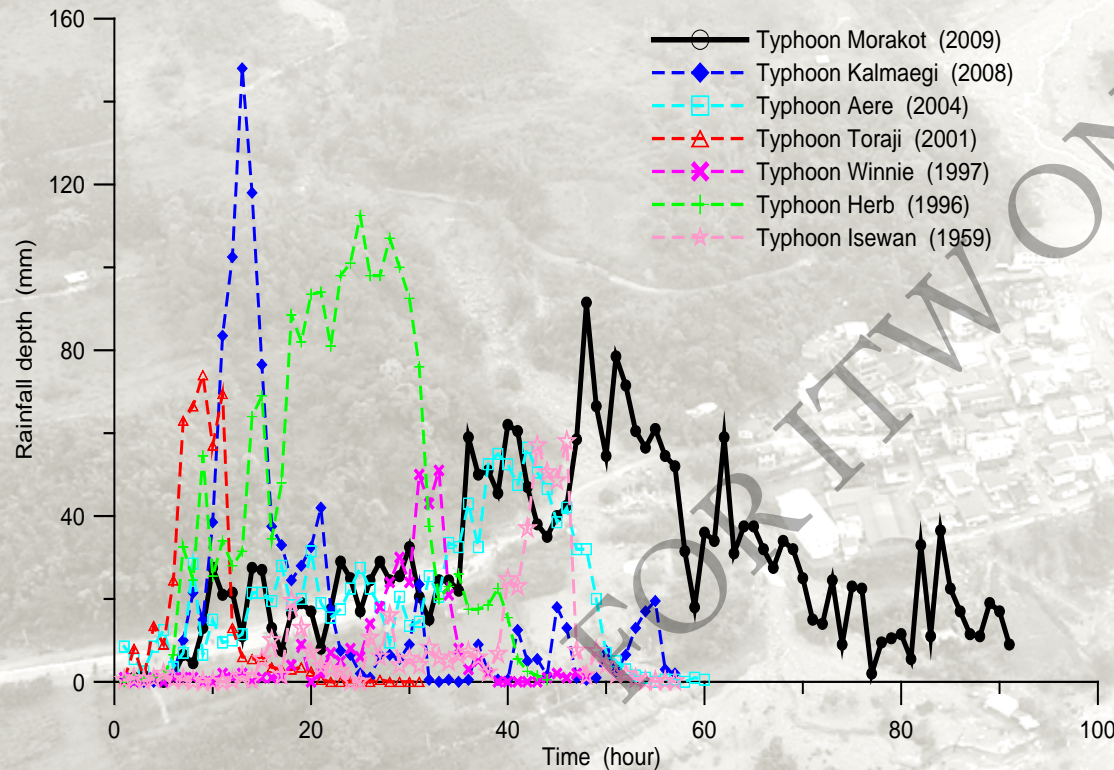 160
120
80
40
0
Rainfall depth (mm)
0 20 40 60 80 100
Time (hour)
Typhoon Morakot (2009)
Typhoon Kalmaegi (2008)
Typhoon Aere (2004)
Typhoon Toraji (2001)
Typhoon Winnie (1997)
Typhoon Herb (1996)
Typhoon Isewan (1959)
FOR ITWON